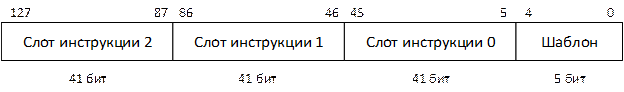 127 87 86 46 45 5 4 0
Слот инструкции 2 Слот инструкции 1 Слот инструкции 0 Шаблон
41 бит 41 бит 41 бит 5 бит